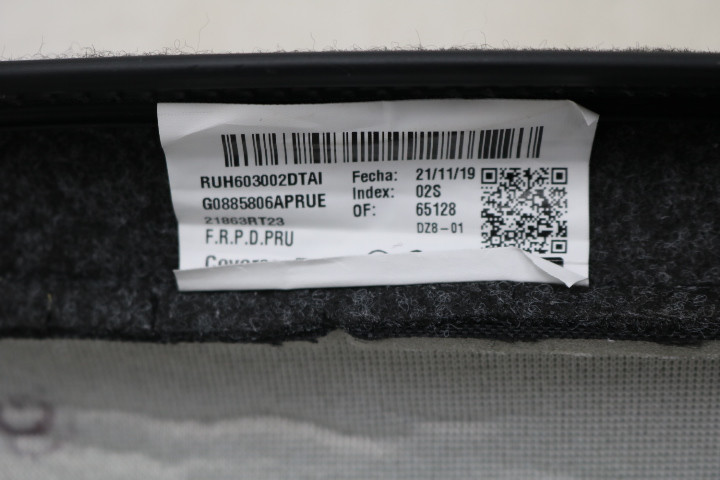 RUH603002DTAI Fecha: 21/11/19
G0885806APRUE Index: 02S
21863RT23 OF: 65128
F.R.P.D.PRU DZ8-01